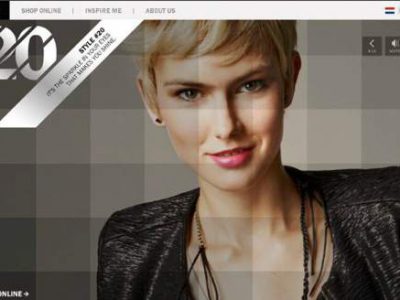 SHOP ONLINE | INSPIRE ME | ABOUT US
20
STYLE #20
IT'S THE SPARKLE IN YOUR EYES
THAT MAKES YOU SHINE.
ONLINE